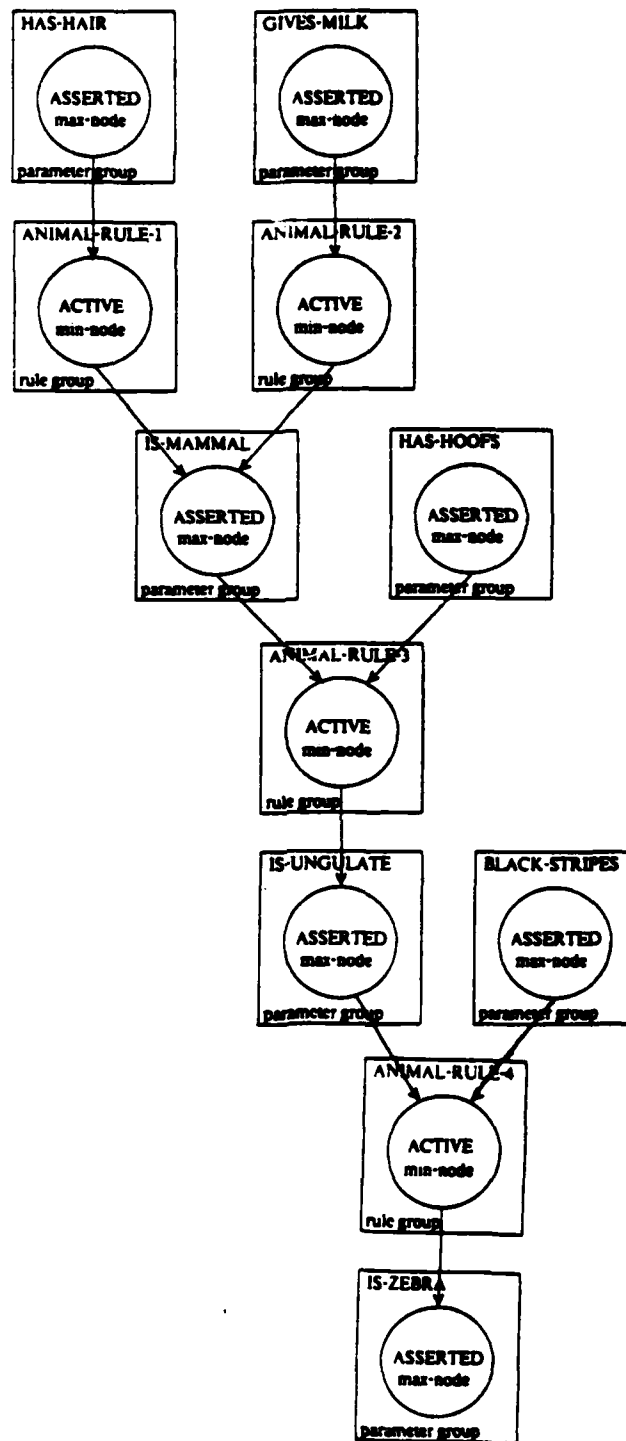 HAS-HAIR
ASSERTED
max-node
parameter group
GIVES-MILK
ASSERTED
max-node
parameter group
ANIMAL-RULE-1
ACTIVE
min-node
rule group
ANIMAL-RULE-2
ACTIVE
min-node
rule group
IS-MAMMAL
ASSERTED
max-node
parameter group
HAS-HOOFS
ASSERTED
max-node
parameter group
ANIMAL-RULE-3
ACTIVE
min-node
rule group
IS-UNGULATE
ASSERTED
max-node
parameter group
BLACK-STRIPES
ASSERTED
max-node
parameter group
ANIMAL-RULE-4
ACTIVE
min-node
rule group
IS-ZEBRA
ASSERTED
max-node
parameter group